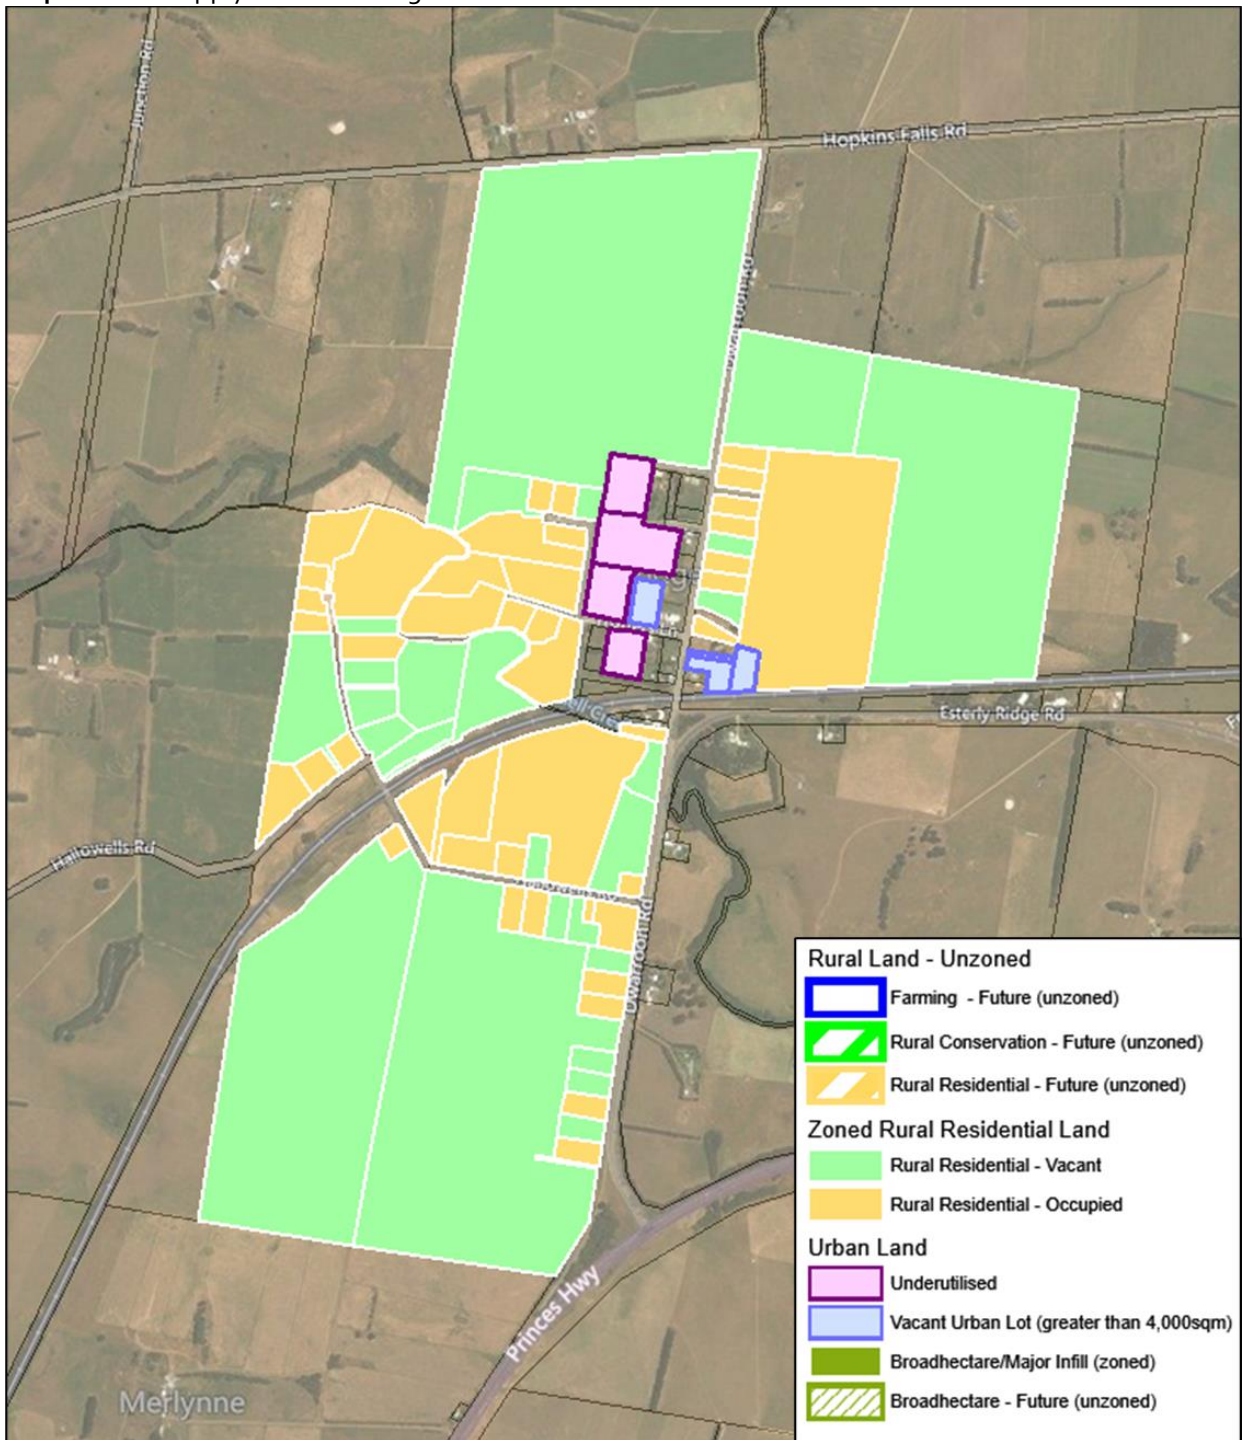 Junction Rd
Hopkins Falls Rd
Esterly Ridge Rd
Hallowells Rd
Princes Hwy
Merlynne
Rural Land - Unzoned
Farming - Future (unzoned)
Rural Conservation - Future (unzoned)
Rural Residential - Future (unzoned)
Zoned Rural Residential Land
Rural Residential - Vacant
Rural Residential - Occupied
Urban Land
Underutilised
Vacant Urban Lot (greater than 4,000sqm)
Broadhectare/Major Infill (zoned)
Broadhectare - Future (unzoned)